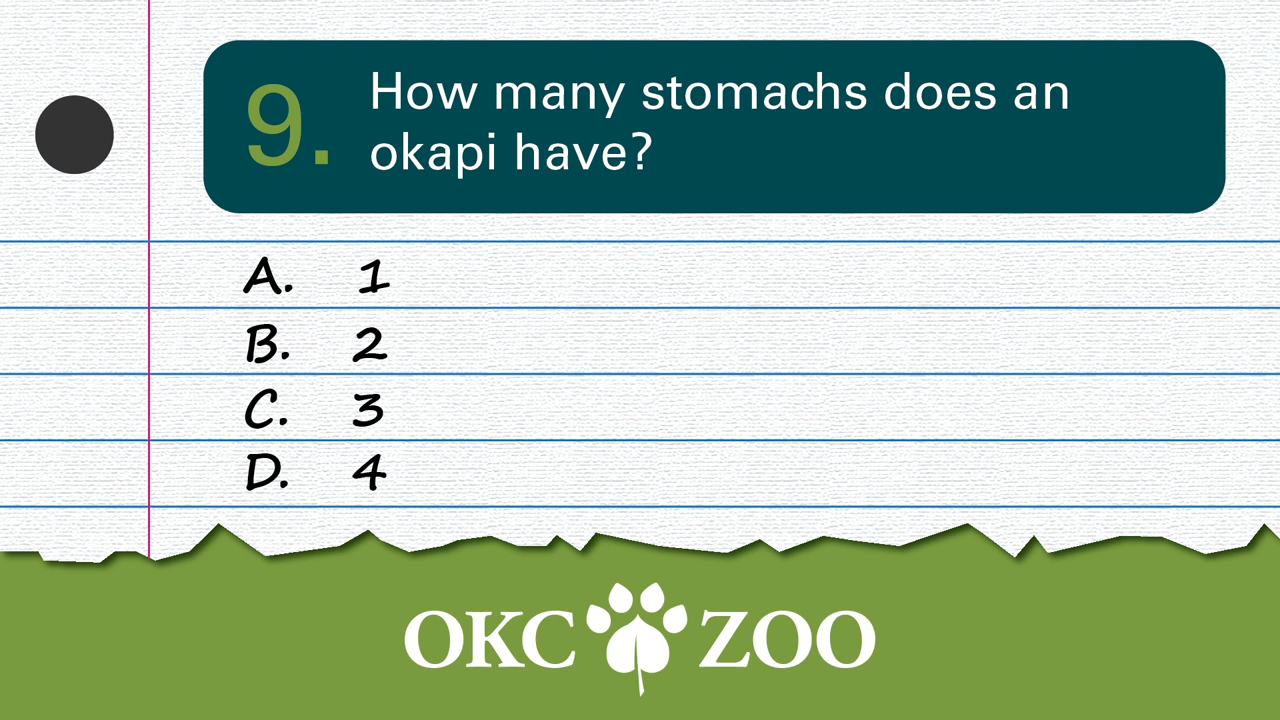 9. How many stomachs does an
okapi have?
A. 1
B. 2
C. 3
D. 4
OKC ZOO